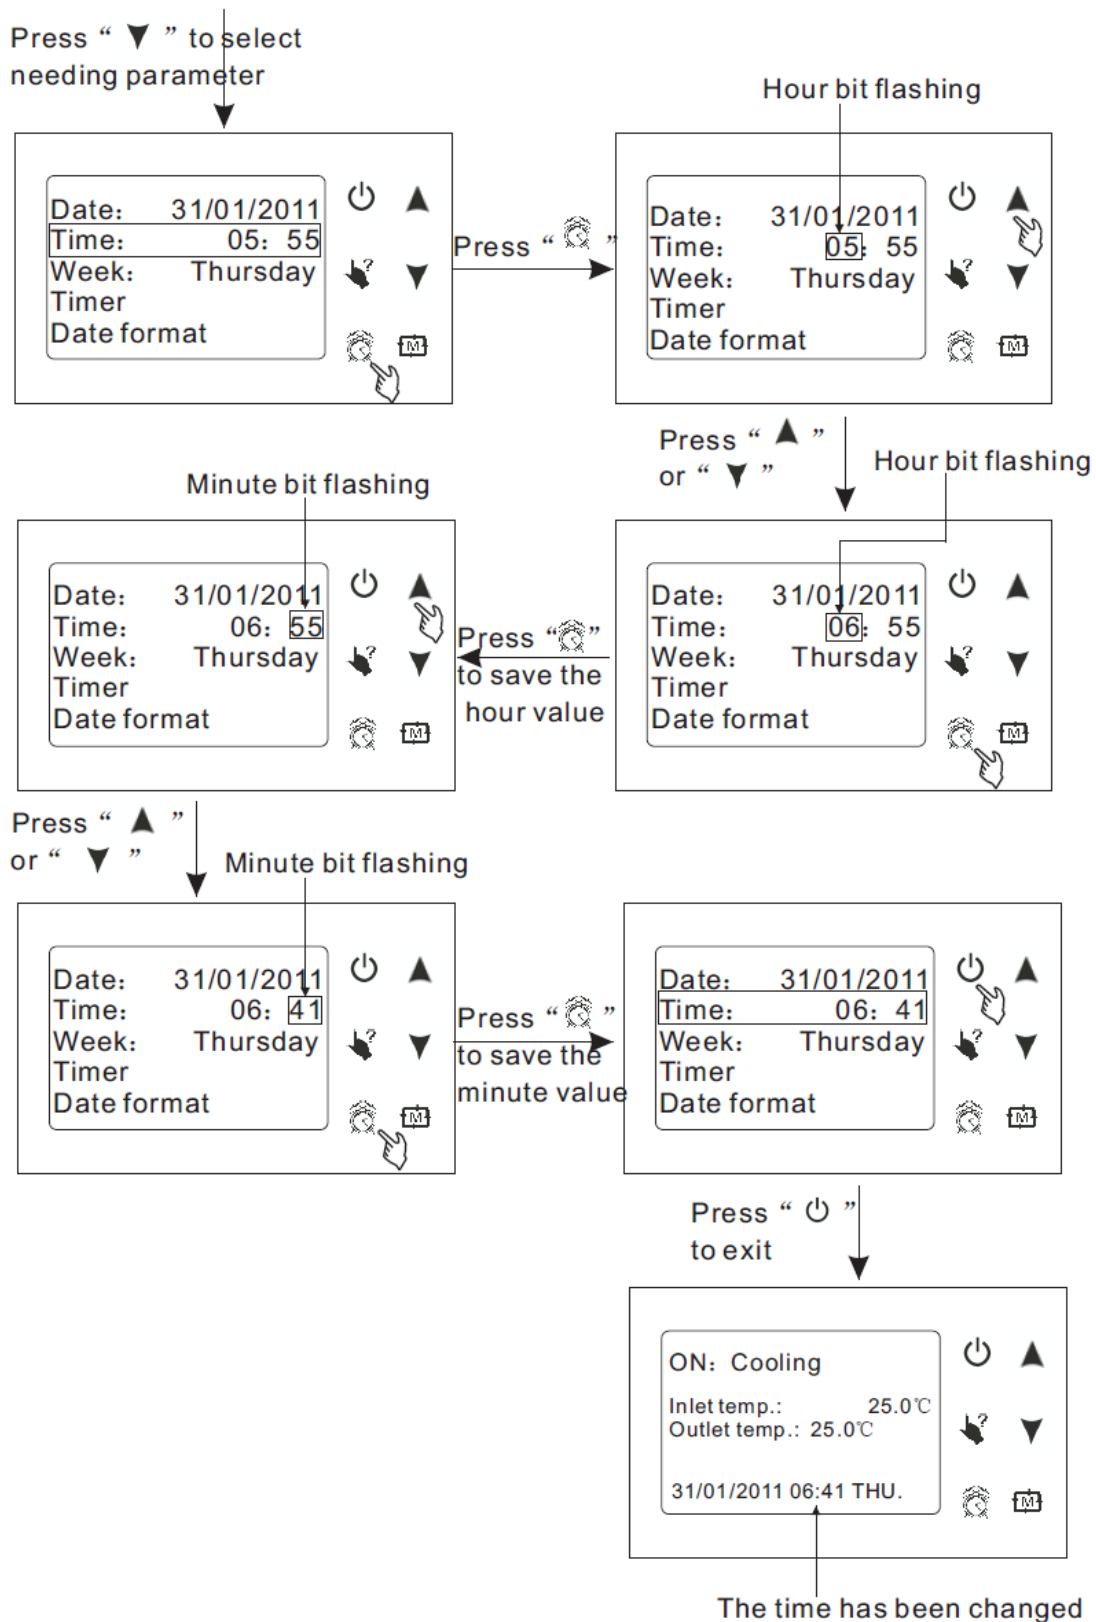 Press “ ▼ ” to select
needing parameter
Date: 31/01/2011
Time: 05: 55
Week: Thursday
Timer
Date format
?
M
Press “ ”
Hour bit flashing
Date: 31/01/2011
Time: 05: 55
Week: Thursday
Timer
Date format
?
M
Press “ ▲ ”
or “ ▼ ”
Hour bit flashing
Date: 31/01/2011
Time: 06: 55
Week: Thursday
Timer
Date format
?
M
Press “ ”
to save the
hour value
Minute bit flashing
Date: 31/01/2011
Time: 06: 55
Week: Thursday
Timer
Date format
?
M
Press “ ▲ ”
or “ ▼ ”
Minute bit flashing
Date: 31/01/2011
Time: 06: 41
Week: Thursday
Timer
Date format
?
M
Press “ ”
to save the
minute value
Date: 31/01/2011
Time: 06: 41
Week: Thursday
Timer
Date format
?
M
Press “ ⏻ ”
to exit
ON: Cooling
Inlet temp.: 25.0℃
Outlet temp.: 25.0℃
31/01/2011 06:41 THU.
?
M
The time has been changed